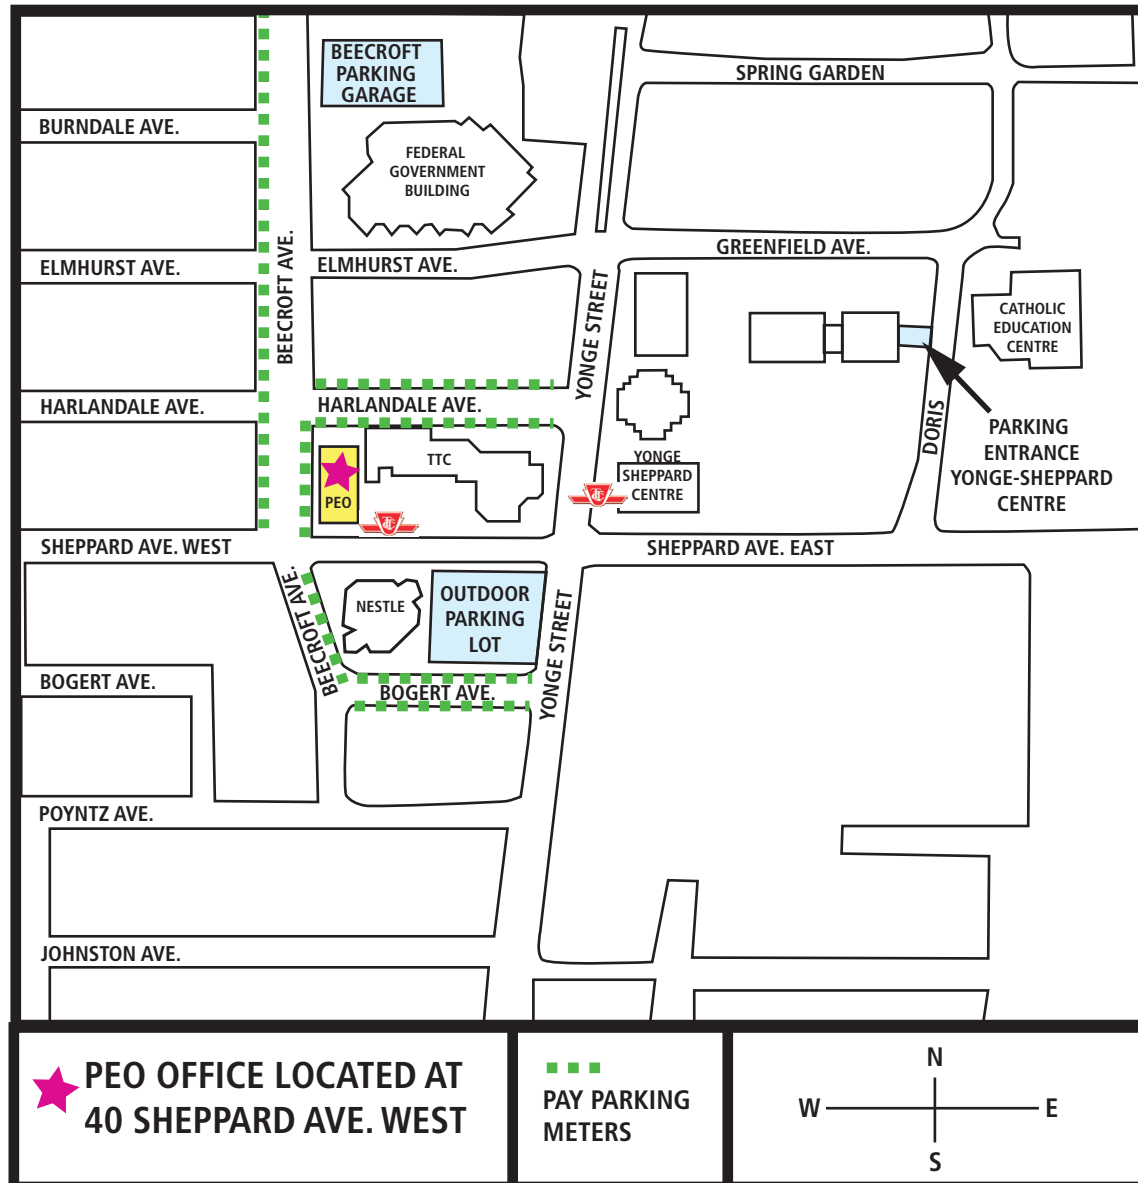 BEECROFT
PARKING
GARAGE
SPRING GARDEN
BURNDALE AVE.
FEDERAL
GOVERNMENT
BUILDING
BEECROFT AVE.
ELMHURST AVE.
ELMHURST AVE.
GREENFIELD AVE.
YONGE STREET
CATHOLIC
EDUCATION
CENTRE
HARLANDALE AVE.
HARLANDALE AVE.
DORIS
PARKING
ENTRANCE
YONGE-SHEPPARD
CENTRE
TTC
PEO
YONGE
SHEPPARD
CENTRE
SHEPPARD AVE. WEST
SHEPPARD AVE. EAST
BEECROFT AVE.
NESTLE
OUTDOOR
PARKING
LOT
YONGE STREET
BOGERT AVE.
BOGERT AVE.
POYNTZ AVE.
JOHNSTON AVE.
PEO OFFICE LOCATED AT
40 SHEPPARD AVE. WEST
PAY PARKING
METERS
N
W
E
S